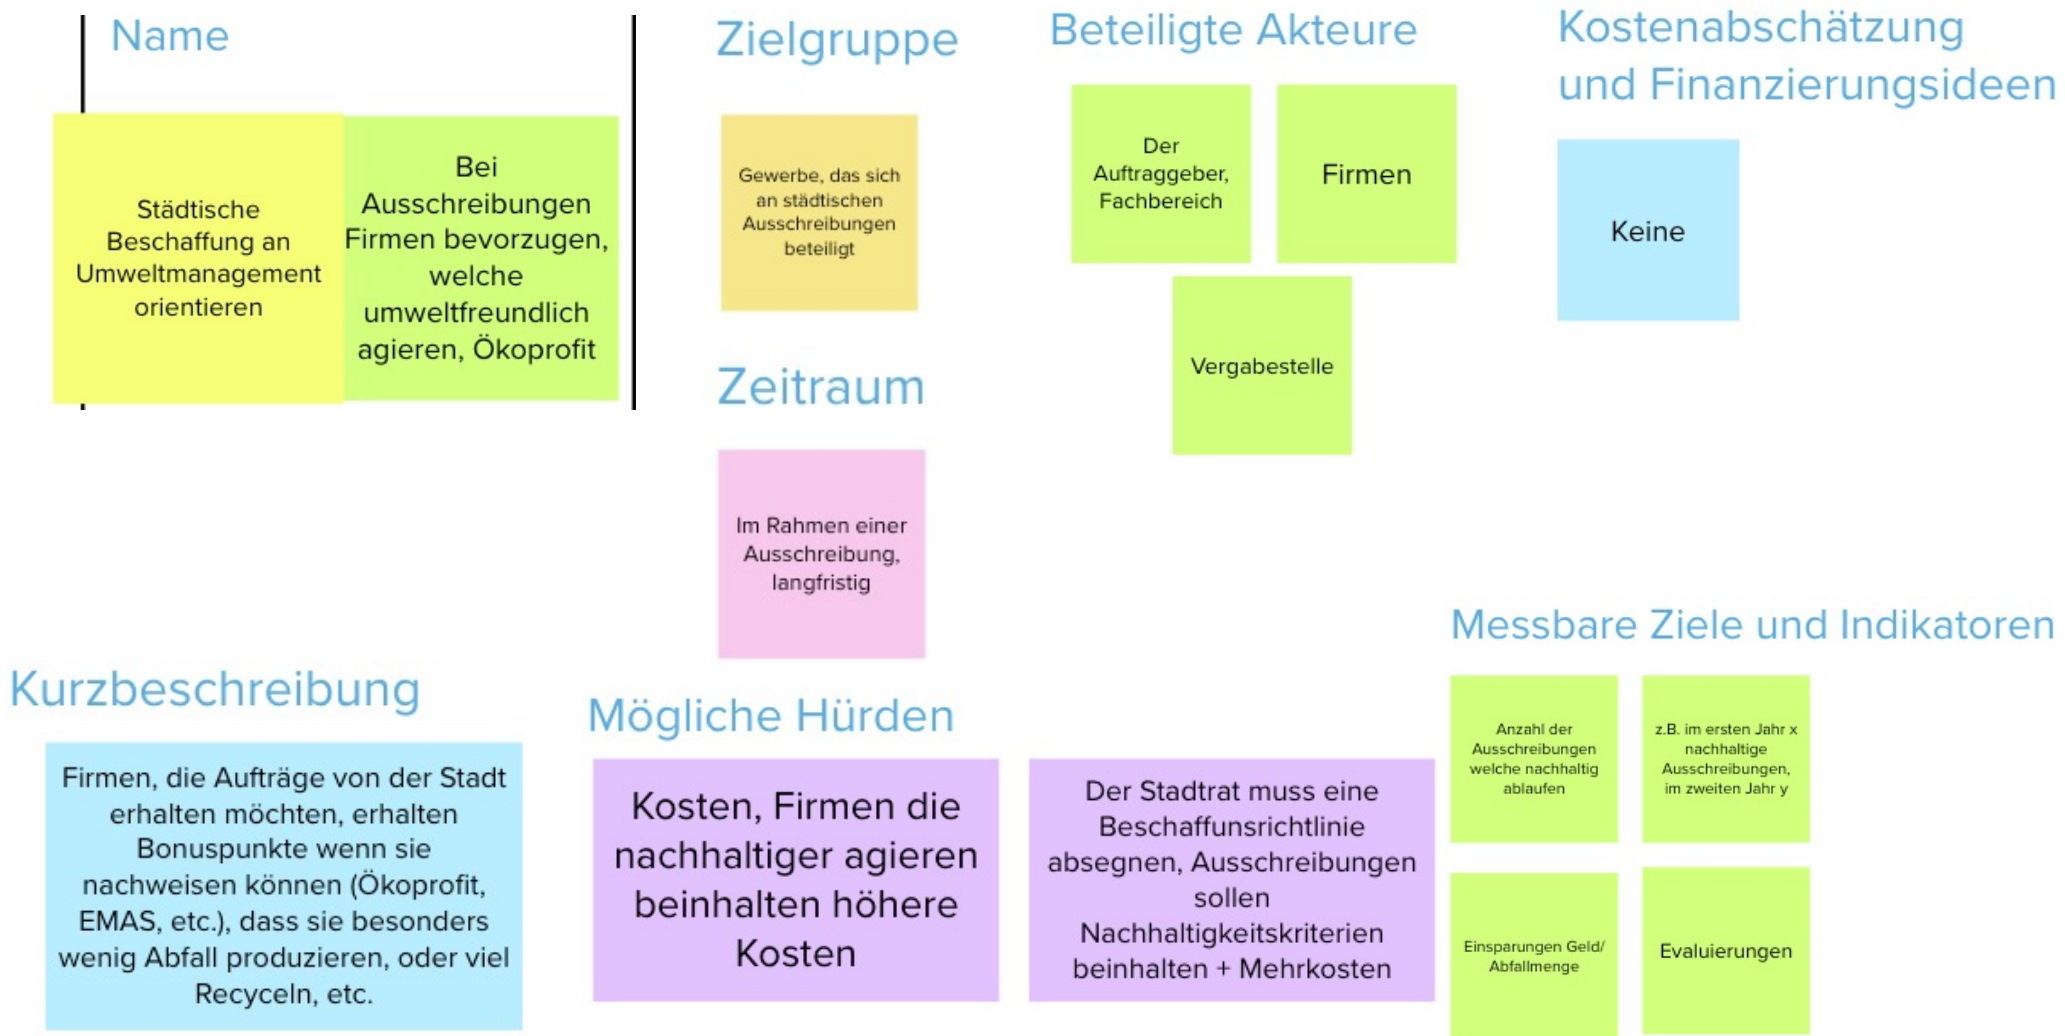 Name
Städtische
Beschaffung an
Umweltmanagement
orientieren
Bei
Ausschreibungen
Firmen bevorzugen,
welche
umweltfreundlich
agieren, Ökoprofit
Zielgruppe
Gewerbe, das sich
an städtischen
Ausschreibungen
beteiligt
Zeitraum
Im Rahmen einer
Ausschreibung,
langfristig
Beteiligte Akteure
Der
Auftraggeber,
Fachbereich
Firmen
Vergabestelle
Kostenabschätzung
und Finanzierungsideen
Keine
Kurzbeschreibung
Firmen, die Aufträge von der Stadt
erhalten möchten, erhalten
Bonuspunkte wenn sie
nachweisen können (Ökoprofit,
EMAS, etc.), dass sie besonders
wenig Abfall produzieren, oder viel
Recyceln, etc.
Mögliche Hürden
Kosten, Firmen die
nachhaltiger agieren
beinhalten höhere
Kosten
Der Stadtrat muss eine
Beschaffunsrichtlinie
absegnen, Ausschreibungen
sollen
Nachhaltigkeitskriterien
beinhalten + Mehrkosten
Messbare Ziele und Indikatoren
Anzahl der
Ausschreibungen
welche nachhaltig
ablaufen
z.B. im ersten Jahr x
nachhaltige
Ausschreibungen,
im zweiten Jahr y
Einsparungen Geld/
Abfallmenge
Evaluierungen